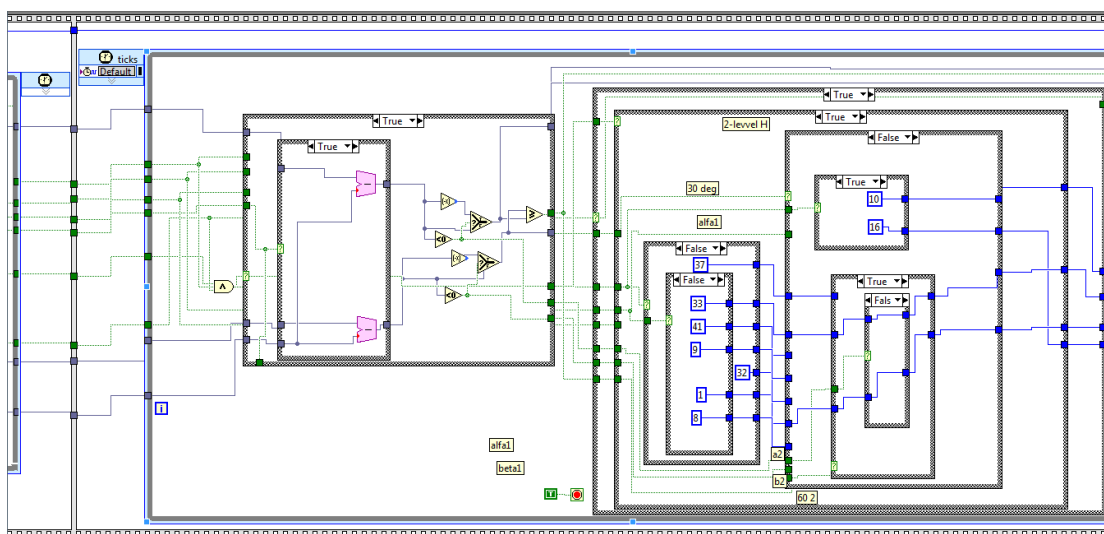 ticks
Default
True
True
True
True
2-levvel H
False
True
10
30 deg
16
alfa1
False
37
False
True
Fals
33
41
9
32
1
8
i
alfa1
a2
beta1
b2
T
60 2